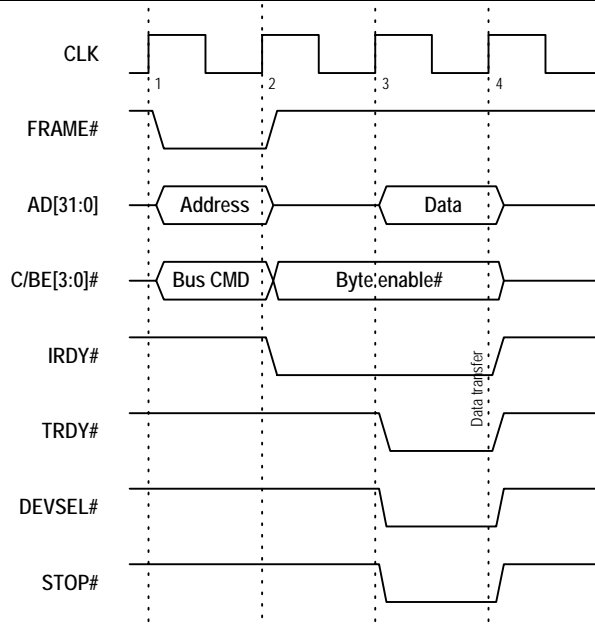 CLK
1 2 3 4
FRAME#
AD[31:0] Address Data
C/BE[3:0]# Bus CMD Byte enable#
IRDY#
Data transfer
TRDY#
DEVSEL#
STOP#